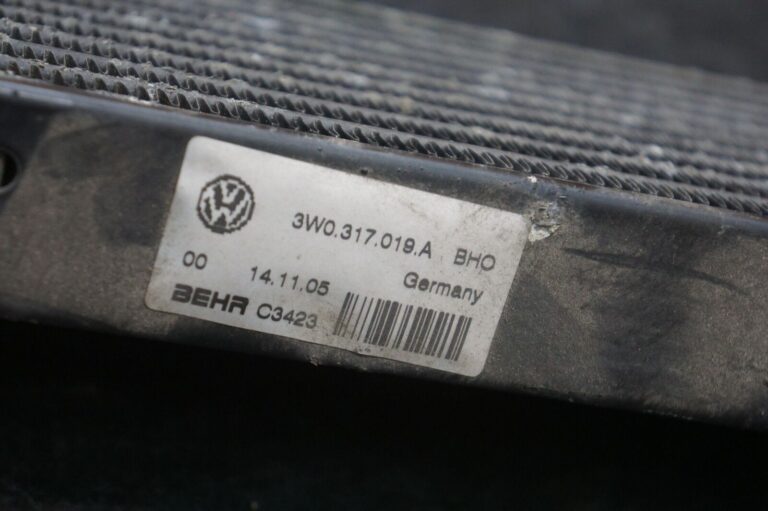 3W0.317.019.A BHO
00 14.11.05 Germany
BEHR C3423